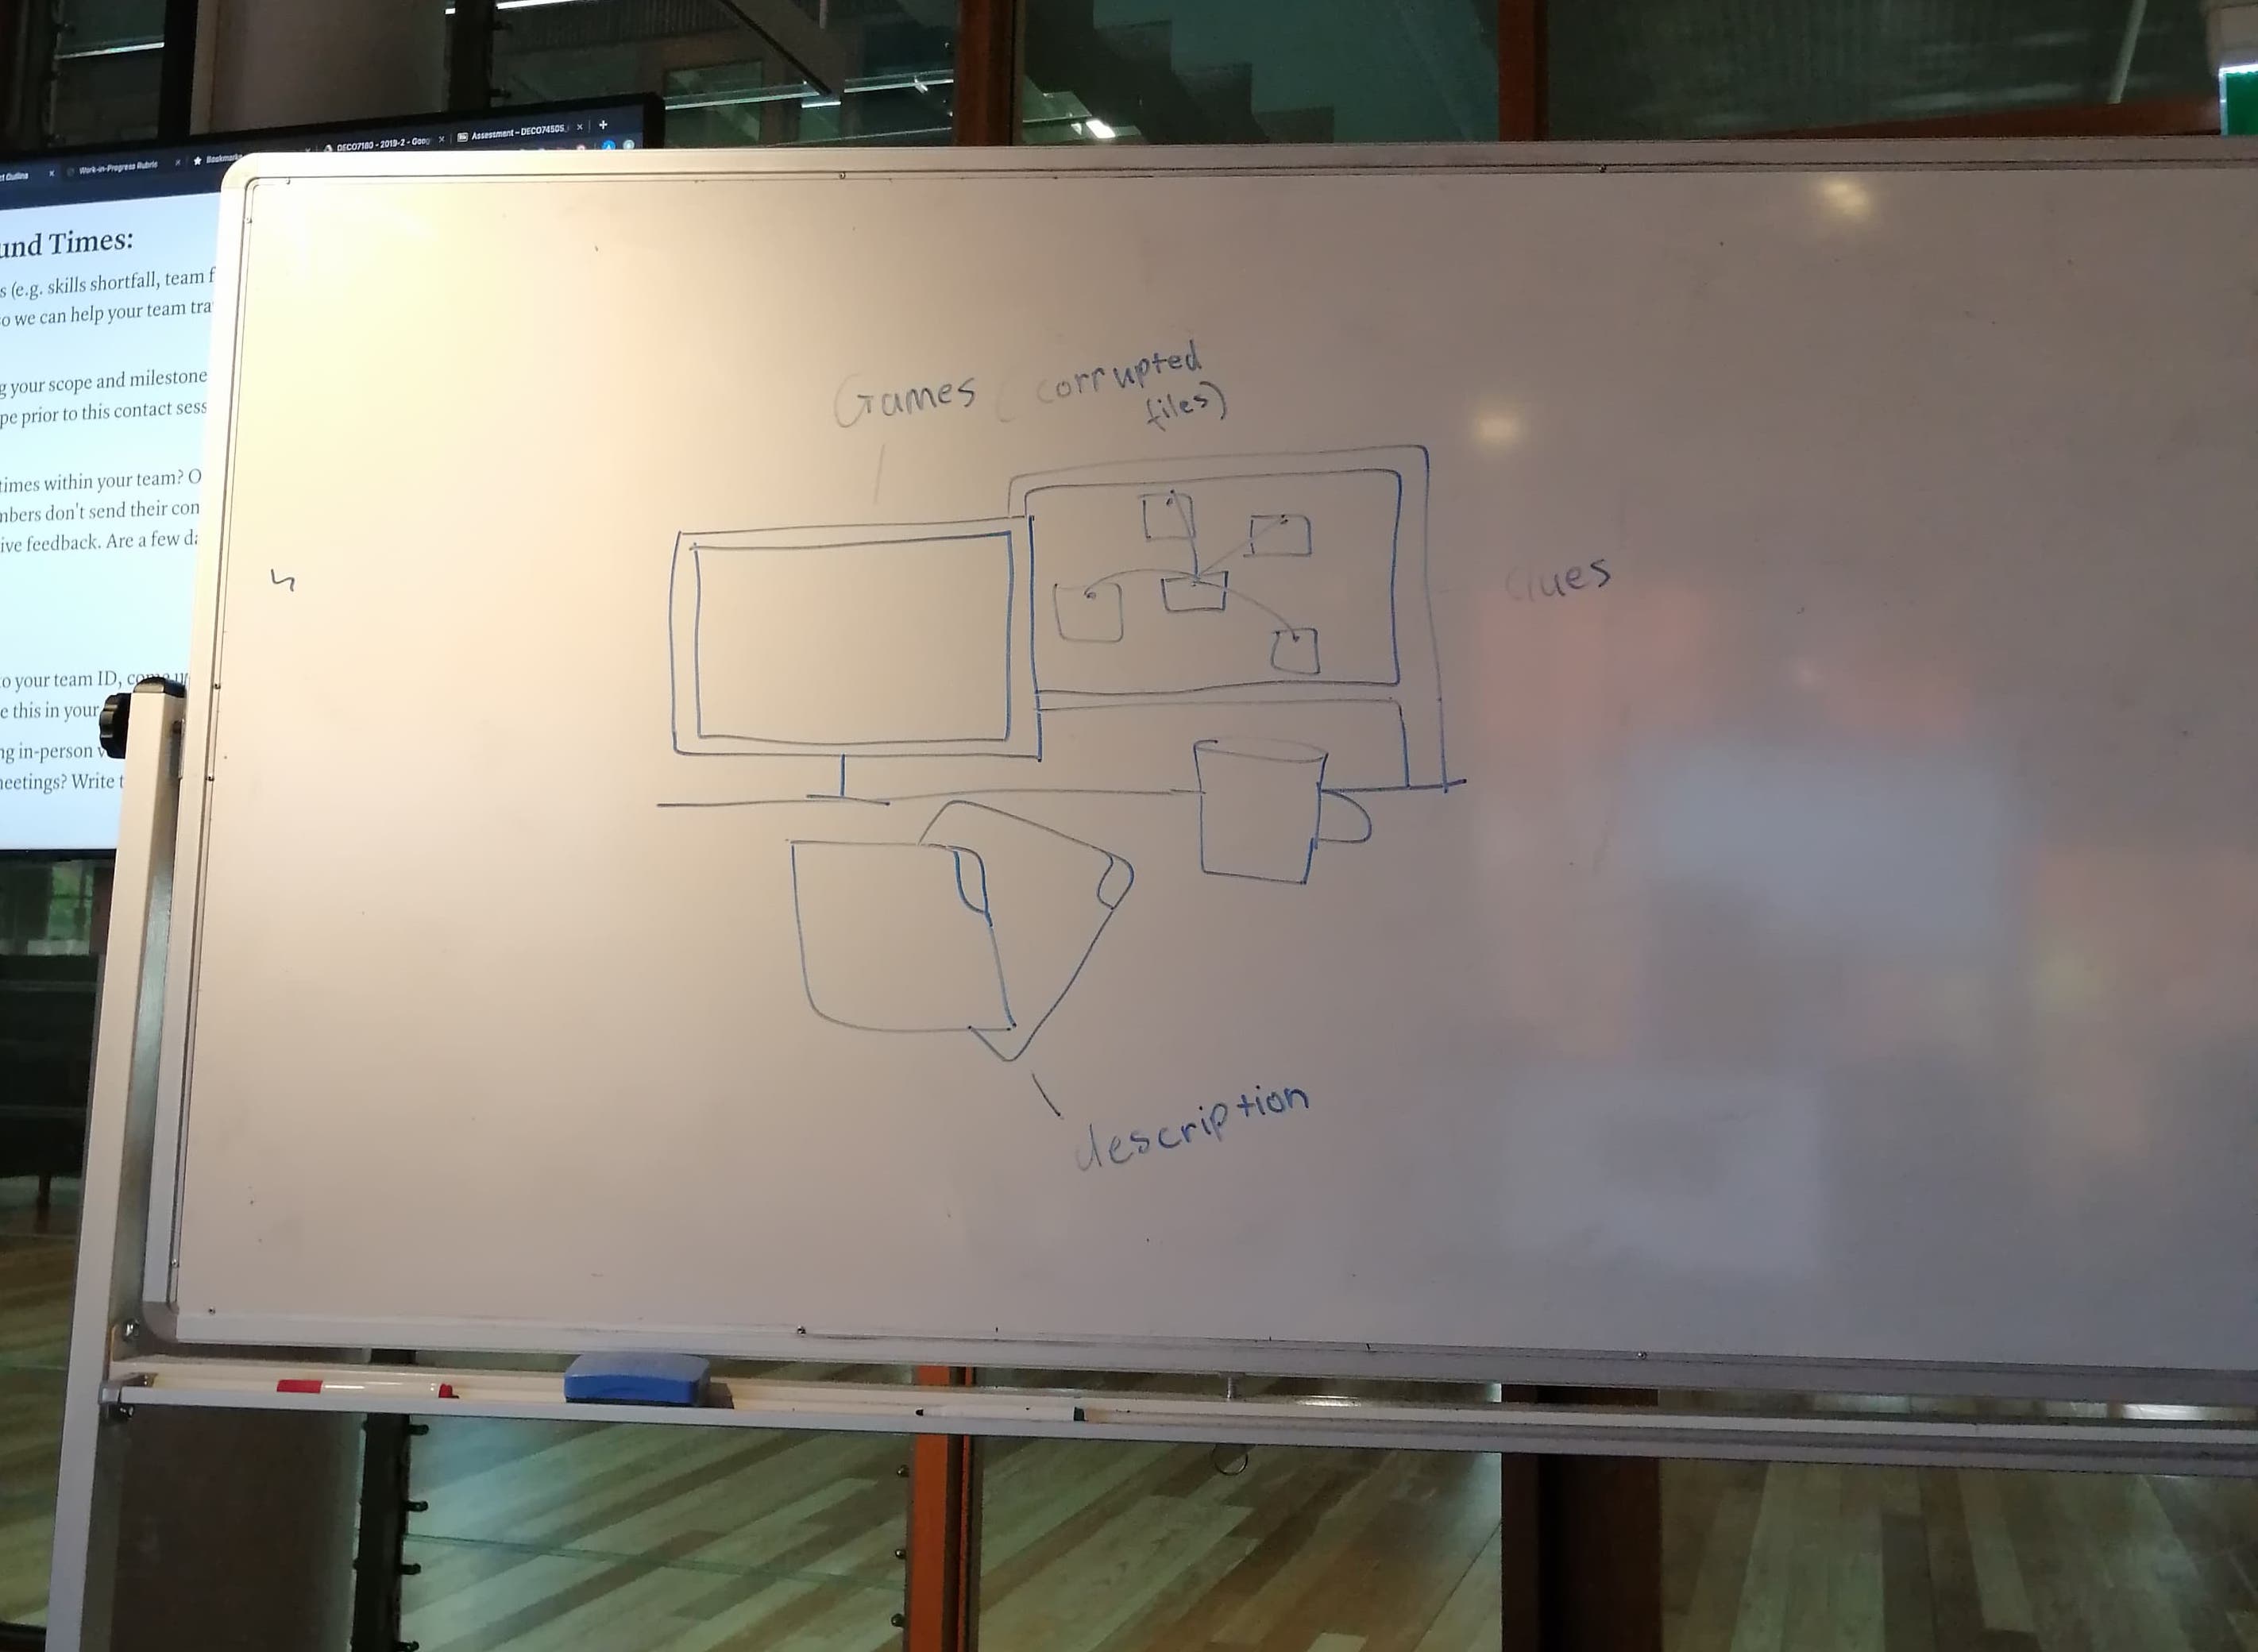 Work-in-Progress Rubric
Bookmarks
DECO7180 - 2019-2 - Goog
Assessment – DECO7450S
und Times:
s (e.g. skills shortfall, team f
o we can help your team tra
g your scope and milestone
pe prior to this contact sess
times within your team? O
nbers don't send their con
ive feedback. Are a few d
o your team ID,
e this in your
ng in-person
neetings? Write t
Games (corrupted
files)
Clues
description